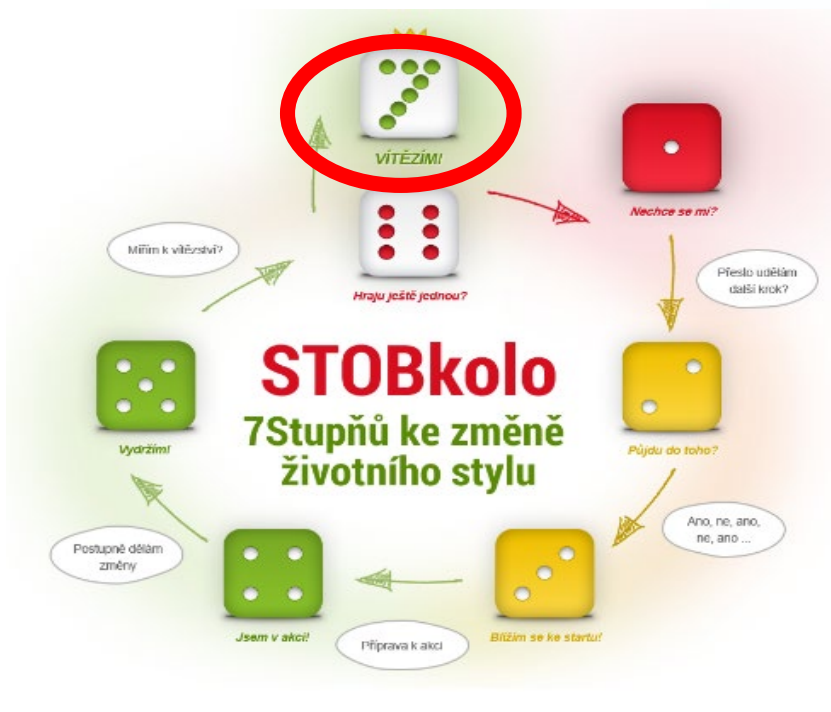 VÍTĚZÍM!
Nechce se mi?
Mířím k vítězství?
Přesto udělám
další krok?
Hraju ještě jednou?
STOBkolo
7Stupňů ke změně
životního stylu
Vydržím!
Půjdu do toho?
Ano, ne, ano,
ne, ano ...
Postupně dělám
změny
Jsem v akci!
Příprava k akci
Blížím se ke startu!